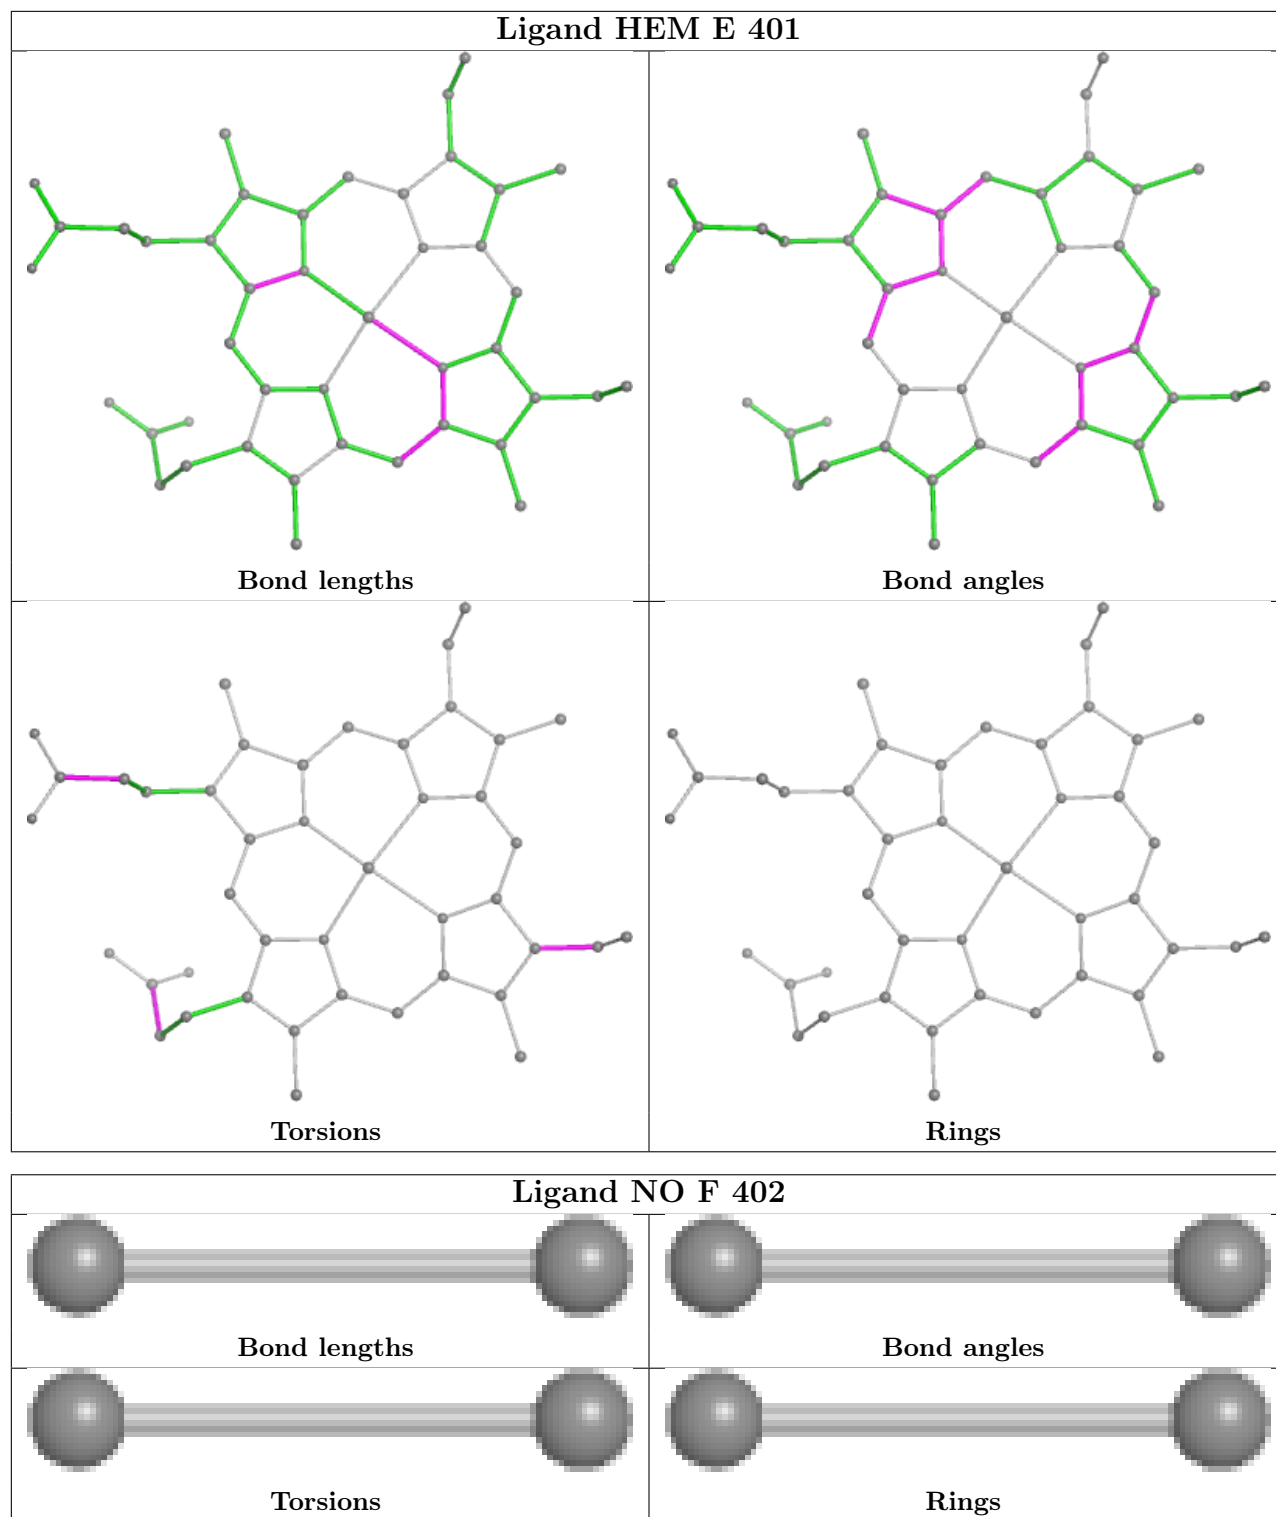 Ligand HEM E 401
Bond lengths
Bond angles
Torsions
Rings
Ligand NO F 402
Bond lengths
Bond angles
Torsions
Rings